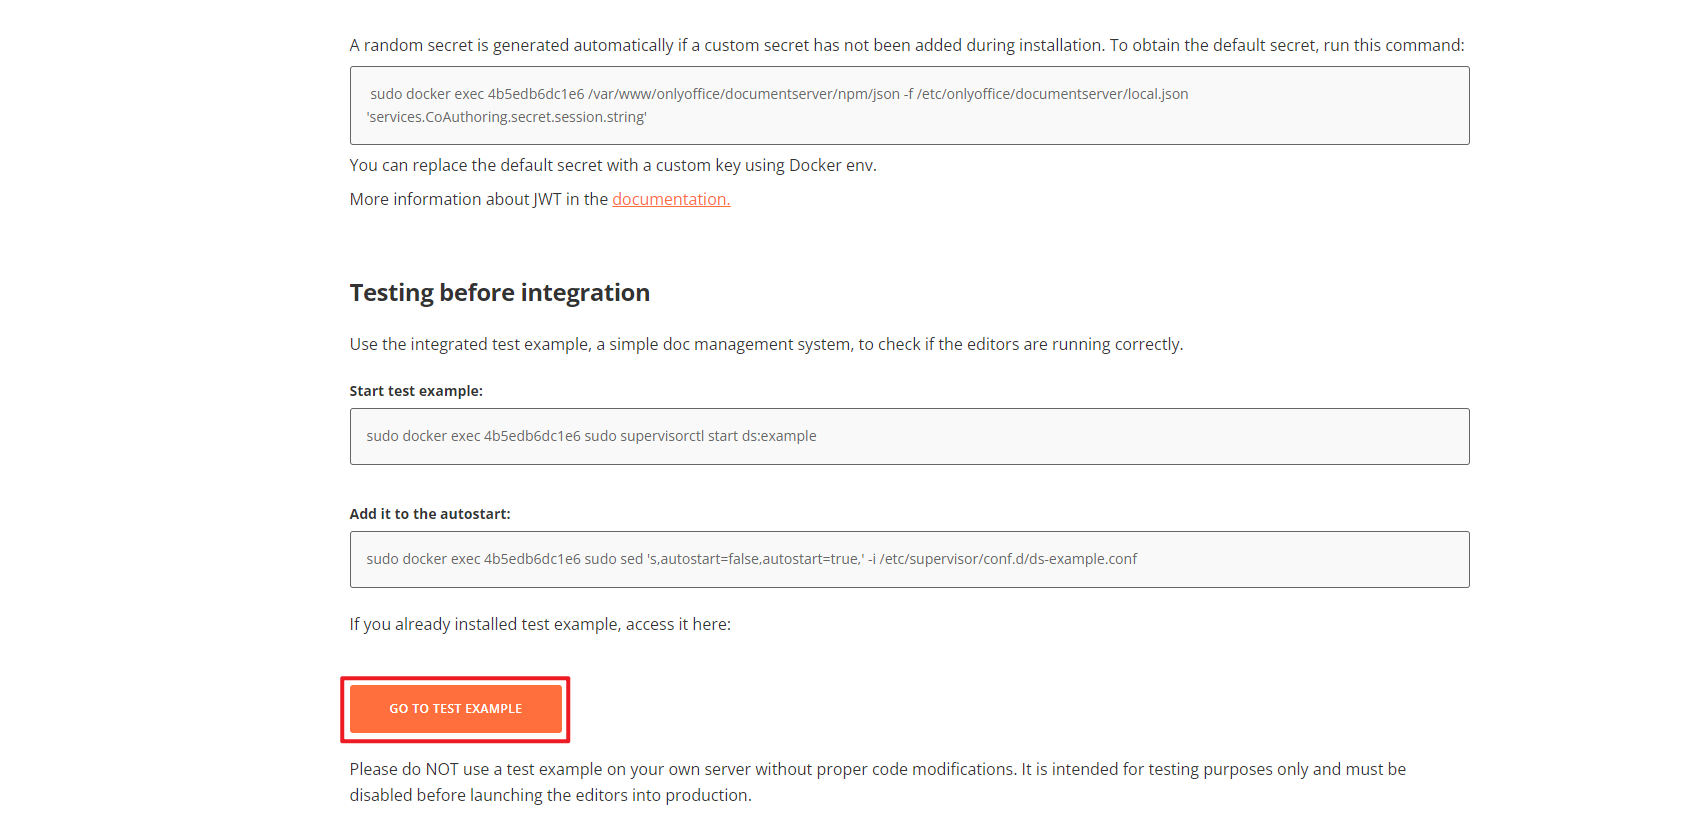 A random secret is generated automatically if a custom secret has not been added during installation. To obtain the default secret, run this command:
sudo docker exec 4b5edb6dc1e6 /var/www/onlyoffice/documentserver/npm/json -f /etc/onlyoffice/documentserver/local.json
'services.CoAuthoring.secret.session.string'
You can replace the default secret with a custom key using Docker env.
More information about JWT in the documentation.
Testing before integration
Use the integrated test example, a simple doc management system, to check if the editors are running correctly.
Start test example:
sudo docker exec 4b5edb6dc1e6 sudo supervisorctl start ds:example
Add it to the autostart:
sudo docker exec 4b5edb6dc1e6 sudo sed 's,autostart=false,autostart=true,' -i /etc/supervisor/conf.d/ds-example.conf
If you already installed test example, access it here:
GO TO TEST EXAMPLE
Please do NOT use a test example on your own server without proper code modifications. It is intended for testing purposes only and must be
disabled before launching the editors into production.